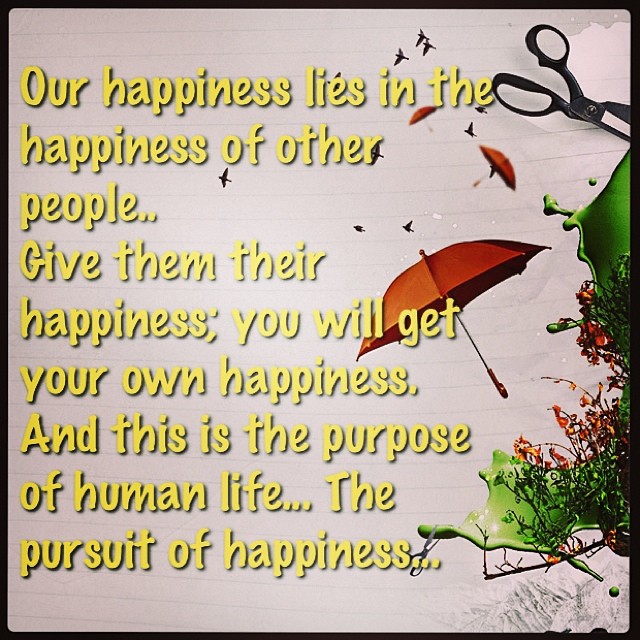 Our happiness lies in the
happiness of other
people..
Give them their
happiness; you will get
your own happiness.
And this is the purpose
of human life... The
pursuit of happiness...